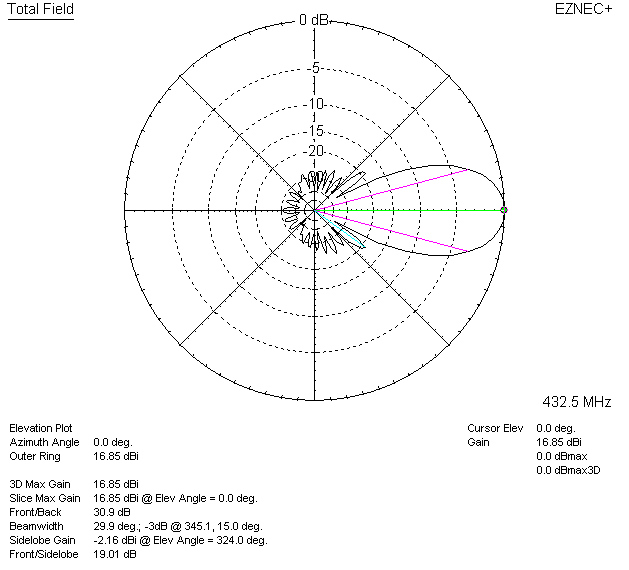 Total Field
EZNEC+
0 dB
-5
-10
-15
-20
-30
432.5 MHz
Elevation Plot
Azimuth Angle 0.0 deg.
Outer Ring 16.85 dBi
Cursor Elev 0.0 deg.
Gain 16.85 dBi
0.0 dBmax
0.0 dBmax3D
3D Max Gain 16.85 dBi
Slice Max Gain 16.85 dBi @ Elev Angle = 0.0 deg.
Front/Back 30.9 dB
Beamwidth 29.9 deg.; -3dB @ 345.1, 15.0 deg.
Sidelobe Gain -2.16 dBi @ Elev Angle = 324.0 deg.
Front/Sidelobe 19.01 dB